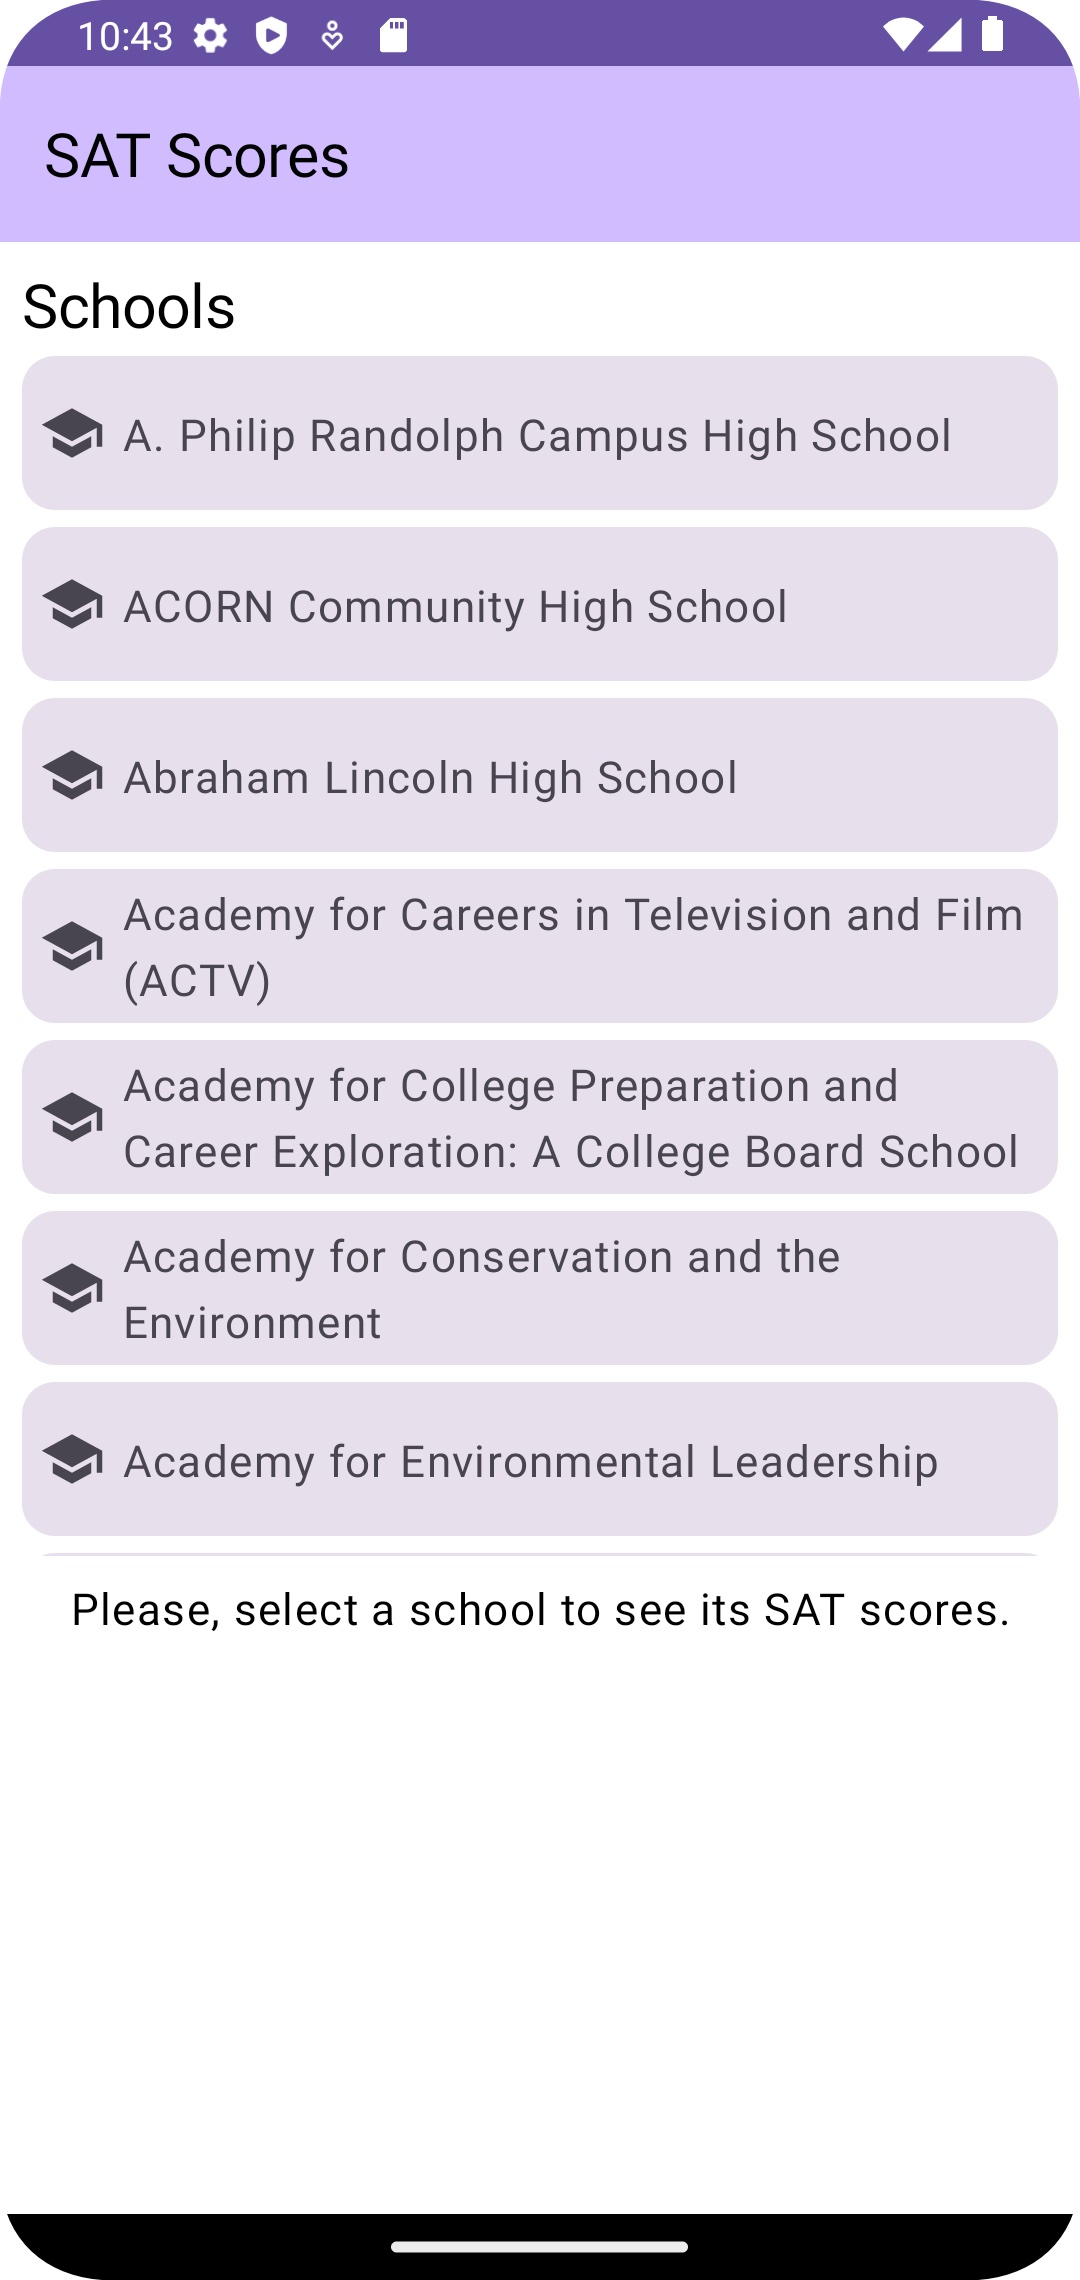 10:43
SAT Scores
Schools
A. Philip Randolph Campus High School
ACORN Community High School
Abraham Lincoln High School
Academy for Careers in Television and Film
(ACTV)
Academy for College Preparation and
Career Exploration: A College Board School
Academy for Conservation and the
Environment
Academy for Environmental Leadership
Please, select a school to see its SAT scores.